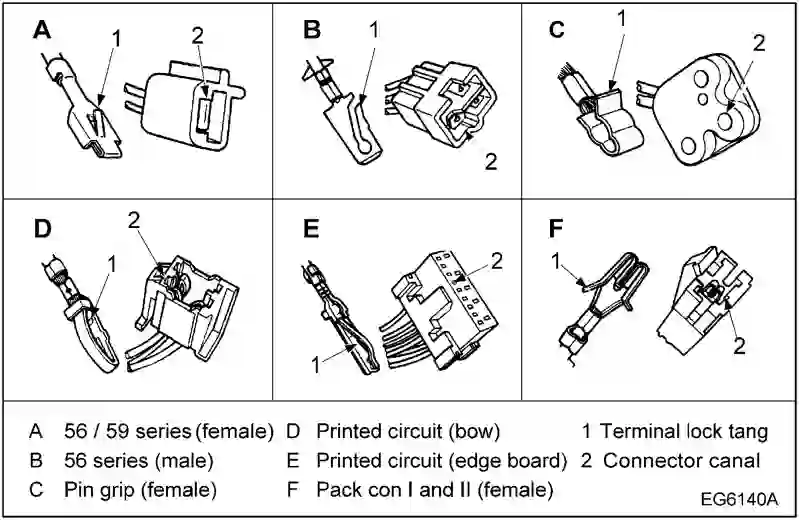 A
1
2
B
1
2
C
1
2
D
2
1
E
2
1
F
1
2
A 56 / 59 series (female) D Printed circuit (bow) 1 Terminal lock tang
B 56 series (male) E Printed circuit (edge board) 2 Connector canal
C Pin grip (female) F Pack con I and II (female)
EG6140A